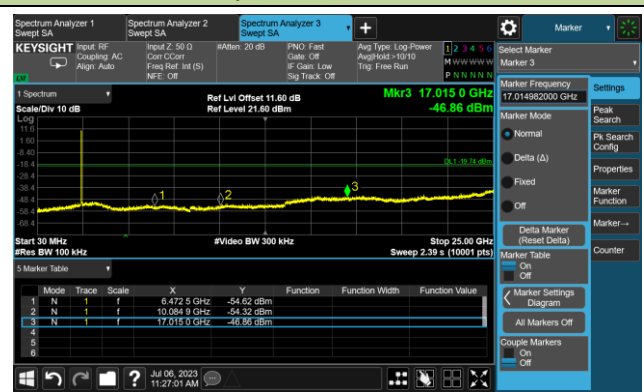 Spectrum Analyzer 1
Swept SA
Spectrum Analyzer 2
Swept SA
Spectrum Analyzer 3
Swept SA
Marker
KEYSIGHT
Input: RF
Coupling: AC
Align: Auto
Input Z: 50 Ω
Corr CCorr
Freq Ref: Int (S)
NFE: Off
#Atten: 20 dB
PNO: Fast
Gate: Off
IF Gain: Low
Sig Track: Off
Avg Type: Log-Power
Avg|Hold:>10/10
Trig: Free Run
1 2 3 4 5 6
M W W W W W
P N N N N N
LXI
Select Marker
Marker 3
1 Spectrum
Scale/Div 10 dB
Log
Ref Lvl Offset 11.60 dB
Ref Level 21.60 dBm
Mkr3 17.015 0 GHz
-46.86 dBm
11.6
1.60
-8.40
-18.4
-28.4
-38.4
-48.4
-58.4
-68.4
DL1 -19.74 dBm
1
2
3
Start 30 MHz
#Res BW 100 kHz
#Video BW 300 kHz
Stop 25.00 GHz
Sweep 2.39 s (10001 pts)
5 Marker Table
Mode Trace Scale X Y Function Function Width Function Value
1 N 1 f 6.472 5 GHz -54.62 dBm
2 N 1 f 10.084 9 GHz -54.32 dBm
3 N 1 f 17.015 0 GHz -46.86 dBm
4
5
6
Marker Frequency
17.014982000 GHz
Marker Mode
Normal
Delta (Δ)
Fixed
Off
Delta Marker
(Reset Delta)
Marker Table
On
Off
Marker Settings
Diagram
All Markers Off
Couple Markers
On
Off
Settings
Peak
Search
Pk Search
Config
Properties
Marker
Function
Marker→
Counter
?
Jul 06, 2023
11:27:01 AM